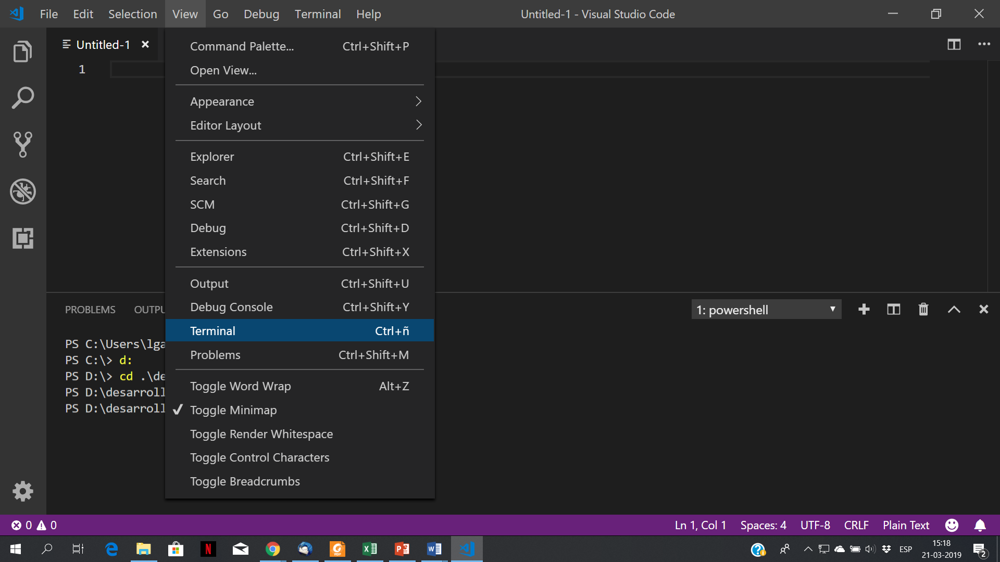 File Edit Selection View Go Debug Terminal Help Untitled-1 - Visual Studio Code
Untitled-1
1
Command Palette... Ctrl+Shift+P
Open View...
Appearance
Editor Layout
Explorer Ctrl+Shift+E
Search Ctrl+Shift+F
SCM Ctrl+Shift+G
Debug Ctrl+Shift+D
Extensions Ctrl+Shift+X
Output Ctrl+Shift+U
Debug Console Ctrl+Shift+Y
Terminal Ctrl+ñ
Problems Ctrl+Shift+M
Toggle Word Wrap Alt+Z
Toggle Minimap
Toggle Render Whitespace
Toggle Control Characters
Toggle Breadcrumbs
PROBLEMS OUTPU
1: powershell
PS C:\Users\lga
PS C:\> d:
PS D:\> cd .\de
PS D:\desarroll
PS D:\desarroll
0 0 Ln 1, Col 1 Spaces: 4 UTF-8 CRLF Plain Text
ESP
15:18
21-03-2019
2